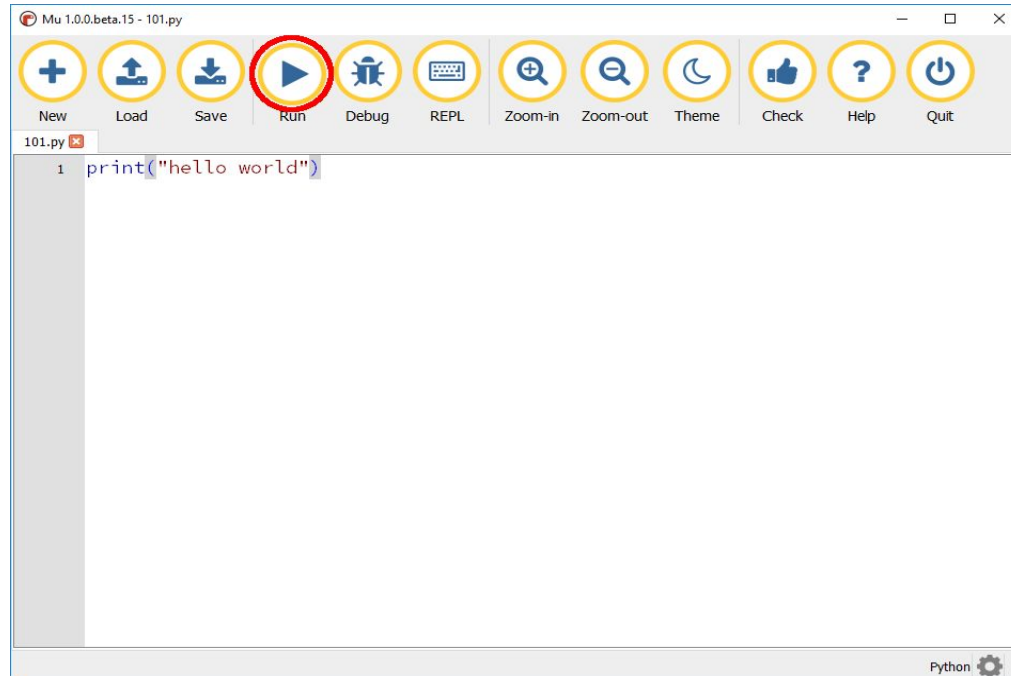 Mu 1.0.0.beta.15 - 101.py
New Load Save Run Debug REPL Zoom-in Zoom-out Theme Check Help Quit
101.py
1 print("hello world")
Python